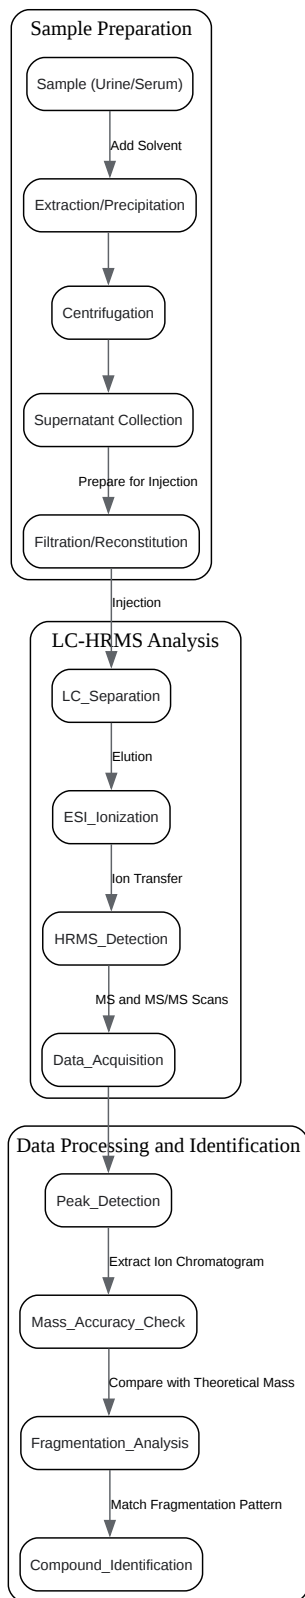 Sample Preparation
Sample (Urine/Serum)
Add Solvent
Extraction/Precipitation
Centrifugation
Supernatant Collection
Prepare for Injection
Filtration/Reconstitution
Injection
LC-HRMS Analysis
LC_Separation
Elution
ESI_Ionization
Ion Transfer
HRMS_Detection
MS and MS/MS Scans
Data_Acquisition
Data Processing and Identification
Peak_Detection
Extract Ion Chromatogram
Mass_Accuracy_Check
Compare with Theoretical Mass
Fragmentation_Analysis
Match Fragmentation Pattern
Compound_Identification